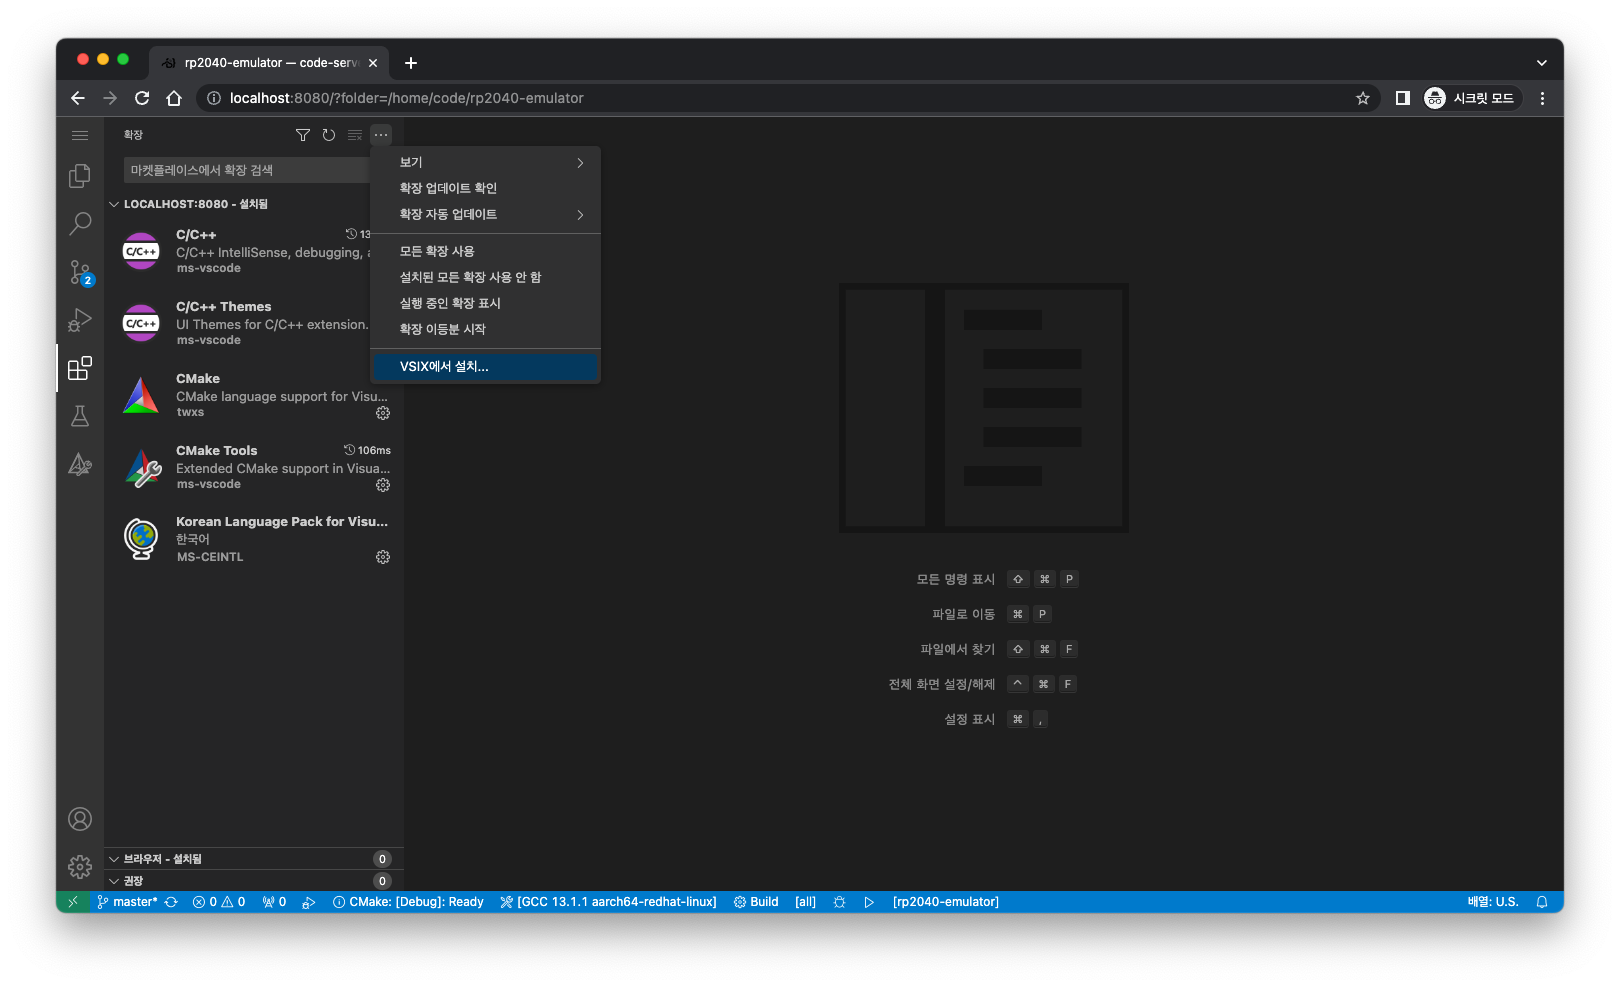 rp2040-emulator — code-serv
localhost:8080/?folder=/home/code/rp2040-emulator
시크릿 모드
확장
마켓플레이스에서 확장 검색
LOCALHOST:8080 - 설치됨
C/C++
13
C/C++ IntelliSense, debugging, a
ms-vscode
C/C++
C/C++ Themes
UI Themes for C/C++ extension.
ms-vscode
C/C++
CMake
CMake language support for Visu...
twxs
CMake Tools
106ms
Extended CMake support in Visua...
ms-vscode
Korean Language Pack for Visu...
한국어
MS-CEINTL
보기
확장 업데이트 확인
확장 자동 업데이트
모든 확장 사용
설치된 모든 확장 사용 안 함
실행 중인 확장 표시
확장 이등분 시작
VSIX에서 설치...
2
모든 명령 표시 ⇧ ⌘ P
파일로 이동 ⌘ P
파일에서 찾기 ⇧ ⌘ F
전체 화면 설정/해제 ^ ⌘ F
설정 표시 ⌘ ,
브라우저 - 설치됨 0
권장 0
master* 0 0 0 CMake: [Debug]: Ready [GCC 13.1.1 aarch64-redhat-linux] Build [all] [rp2040-emulator] 배열: U.S.